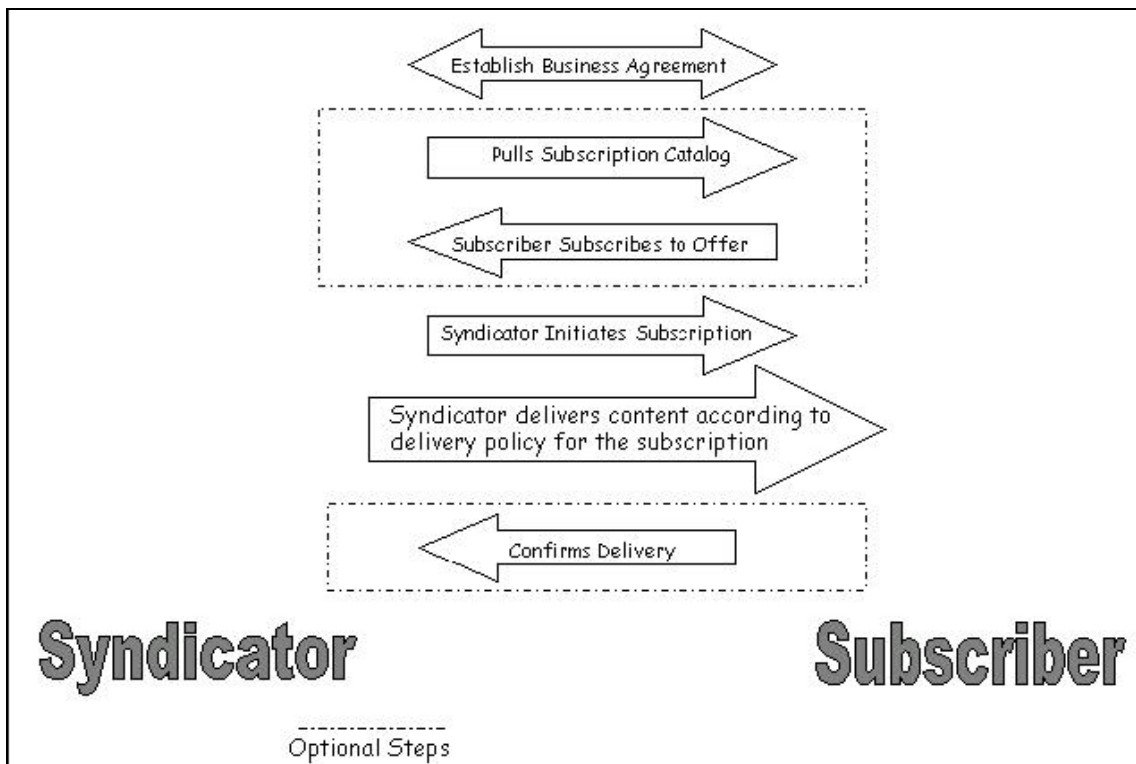 Establish Business Agreement
Pulls Subscription Catalog
Subscriber Subscribes to Offer
Syndicator Initiates Subscription
Syndicator delivers content according to
delivery policy for the subscription
Confirms Delivery
Syndicator
Subscriber
Optional Steps